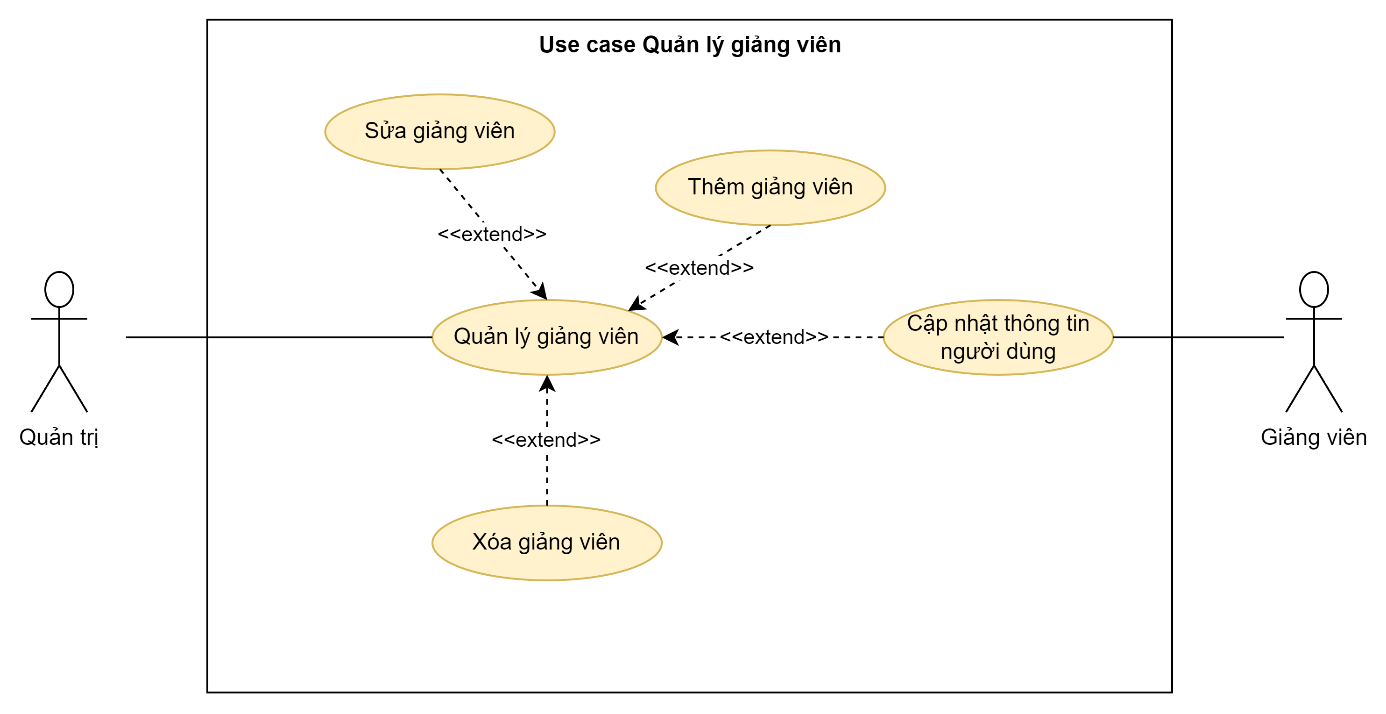 Use case Quản lý giảng viên
Sửa giảng viên
Thêm giảng viên
<<extend>>
<<extend>>
Quản lý giảng viên
<<extend>>
Cập nhật thông tin
người dùng
Quản trị
Giảng viên
<<extend>>
Xóa giảng viên